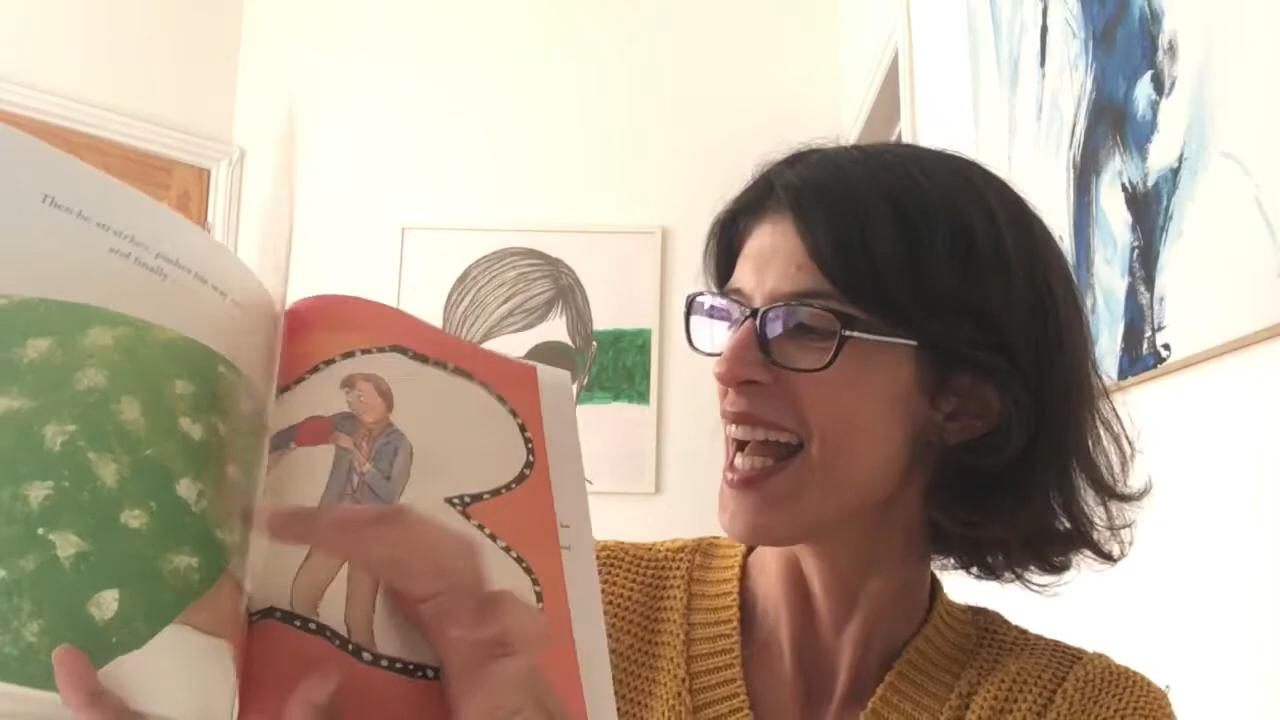 Then he stretches, pushes his way
and finally